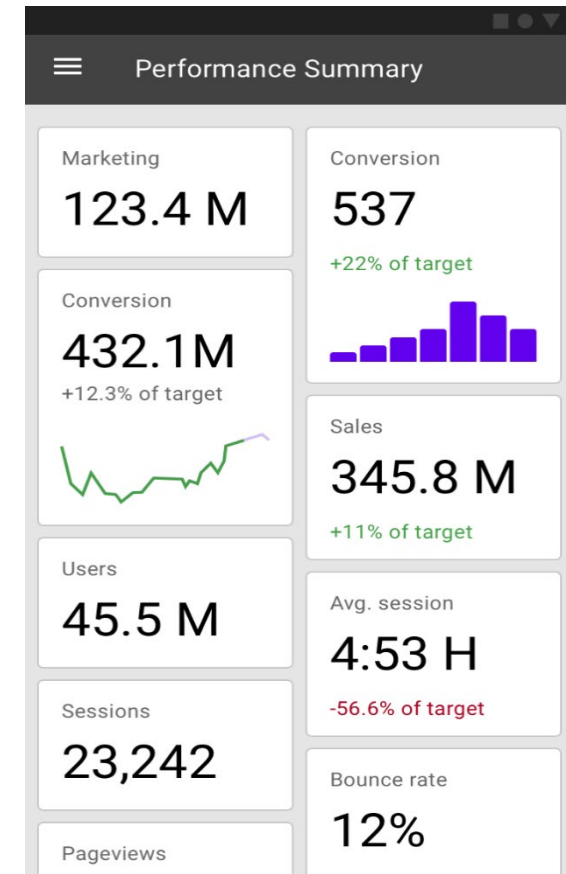 Performance Summary
Marketing
123.4 M
Conversion
432.1M
+12.3% of target
Users
45.5 M
Sessions
23,242
Pageviews
Conversion
537
+22% of target
Sales
345.8 M
+11% of target
Avg. session
4:53 H
-56.6% of target
Bounce rate
12%